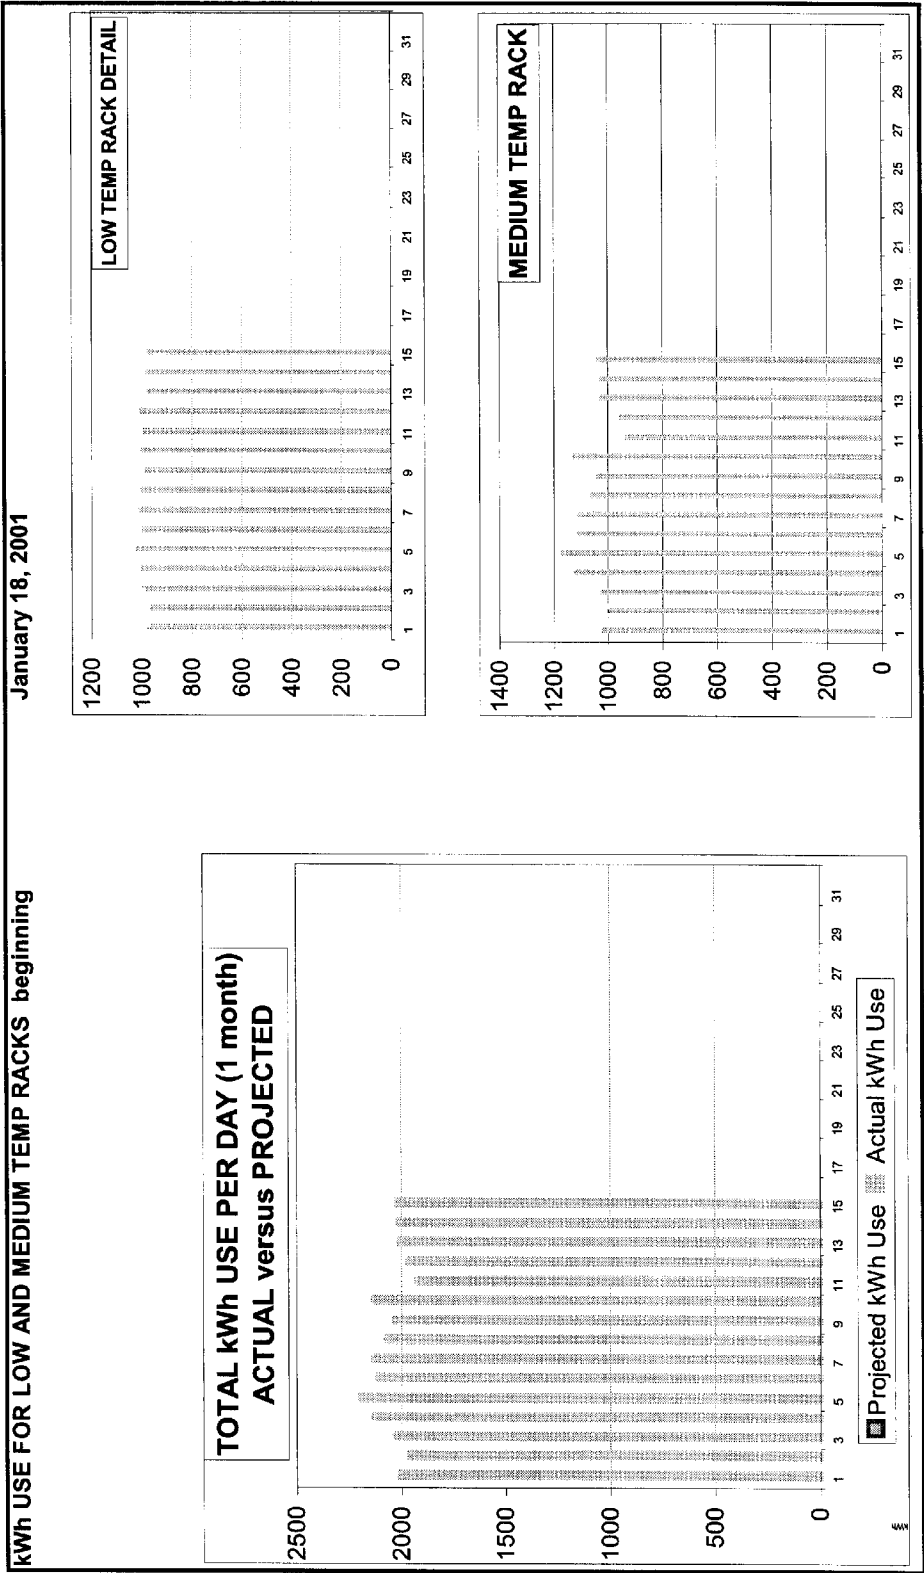 kWh USE FOR LOW AND MEDIUM TEMP RACKS beginning January 18, 2001
TOTAL kWh USE PER DAY (1 month)
ACTUAL versus PROJECTED
2500
2000
1500
1000
500
0
kWh
1 3 5 7 9 11 13 15 17 19 21 23 25 27 29 31
Projected kWh Use Actual kWh Use
LOW TEMP RACK DETAIL
1200
1000
800
600
400
200
0
1 3 5 7 9 11 13 15 17 19 21 23 25 27 29 31
MEDIUM TEMP RACK
1400
1200
1000
800
600
400
200
0
1 3 5 7 9 11 13 15 17 19 21 23 25 27 29 31